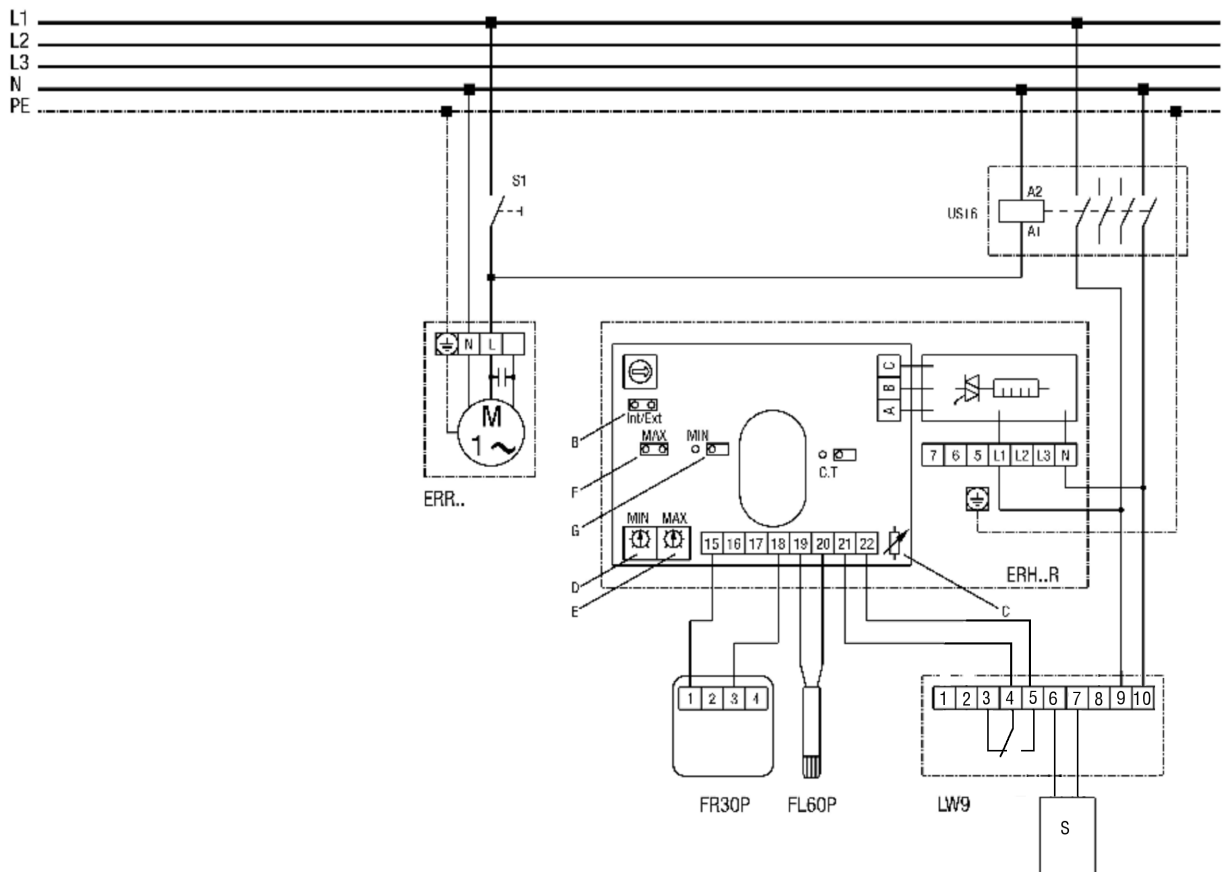 L1
L2
L3
N
PE
S1
A2
US16
A1
N L
M
1 ~
ERR..
Int/Ext
B
MAX MIN
F
C.T
G
MIN MAX
D
E
C
B
A
7 6 5 L1 L2 L3 N
15 16 17 18 19 20 21 22
ERH..R
C
1 2 3 4
FR30P
FL60P
1 2 3 4 5 6 7 8 9 10
LW9
S